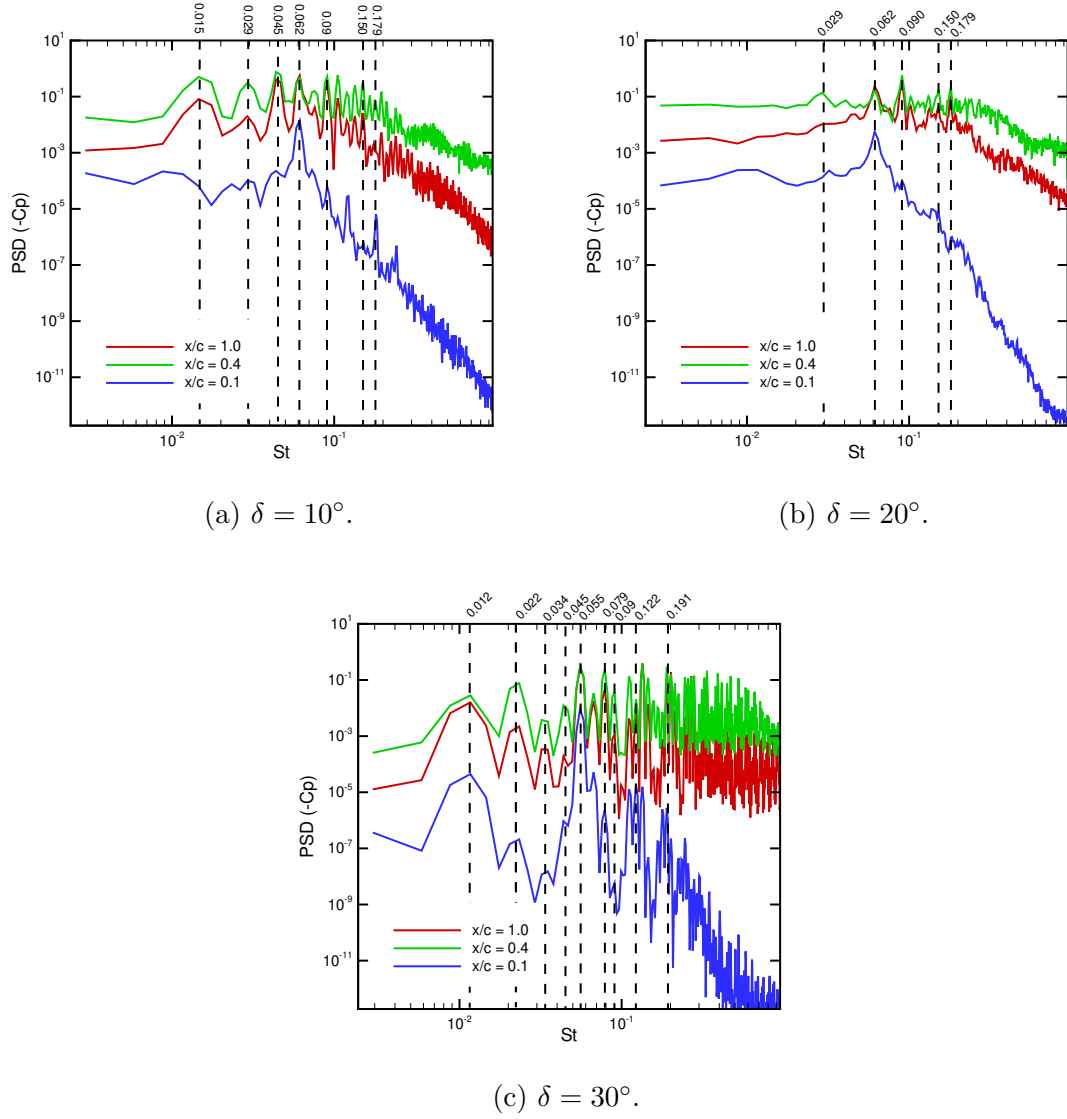 0.015 0.029 0.045 0.062 0.09 0.150 0.179
PSD (-Cp)
10^1
10^-1
10^-3
10^-5
10^-7
10^-9
10^-11
x/c = 1.0
x/c = 0.4
x/c = 0.1
10^-2 10^-1
St
(a) δ = 10°.
0.029 0.062 0.090 0.150 0.179
PSD (-Cp)
10^1
10^-1
10^-3
10^-5
10^-7
10^-9
10^-11
x/c = 1.0
x/c = 0.4
x/c = 0.1
10^-2 10^-1
St
(b) δ = 20°.
0.012 0.022 0.034 0.045 0.055 0.079 0.09 0.122 0.191
PSD (-Cp)
10^1
10^-1
10^-3
10^-5
10^-7
10^-9
10^-11
x/c = 1.0
x/c = 0.4
x/c = 0.1
10^-2 10^-1
St
(c) δ = 30°.